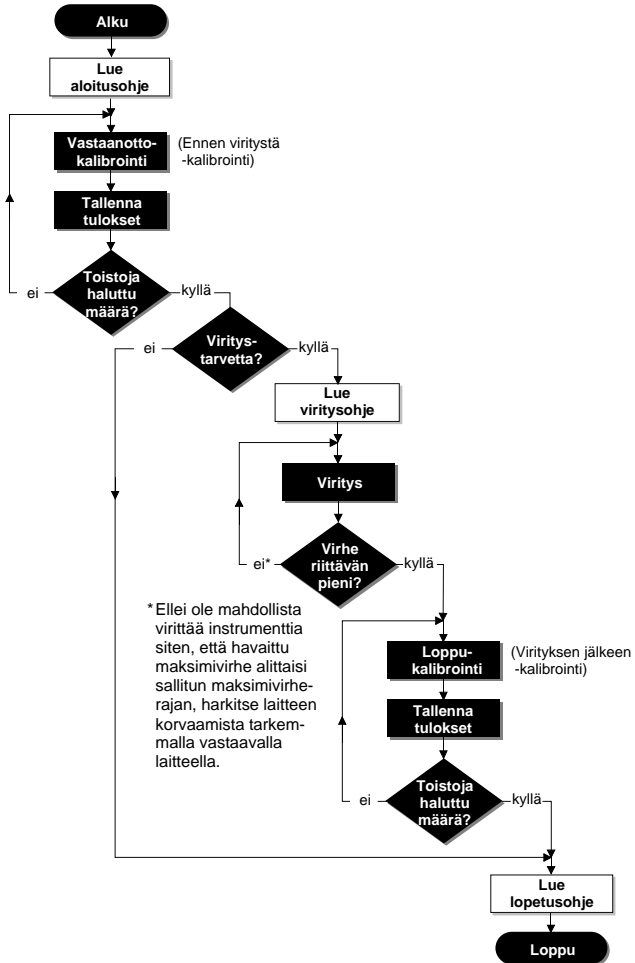 Alku
Lue
aloitusohje
Vastaanotto-
kalibrointi
(Ennen viritystä
-kalibrointi)
Tallenna
tulokset
Toistoja
haluttu
määrä?
ei
kyllä
Viritys-
tarvetta?
ei
kyllä
Lue
viritysohje
Viritys
Virhe
riittävän
pieni?
ei*
kyllä
*Ellei ole mahdollista
virittää instrumenttia
siten, että havaittu
maksimivirhe alittaisi
sallitun maksimivirhe-
rajan, harkitse laitteen
korvaamista tarkem-
malla vastaavalla
laitteella.
Loppu-
kalibrointi
(Virityksen jälkeen
-kalibrointi)
Tallenna
tulokset
Toistoja
haluttu
määrä?
ei
kyllä
Lue
lopetusohje
Loppu